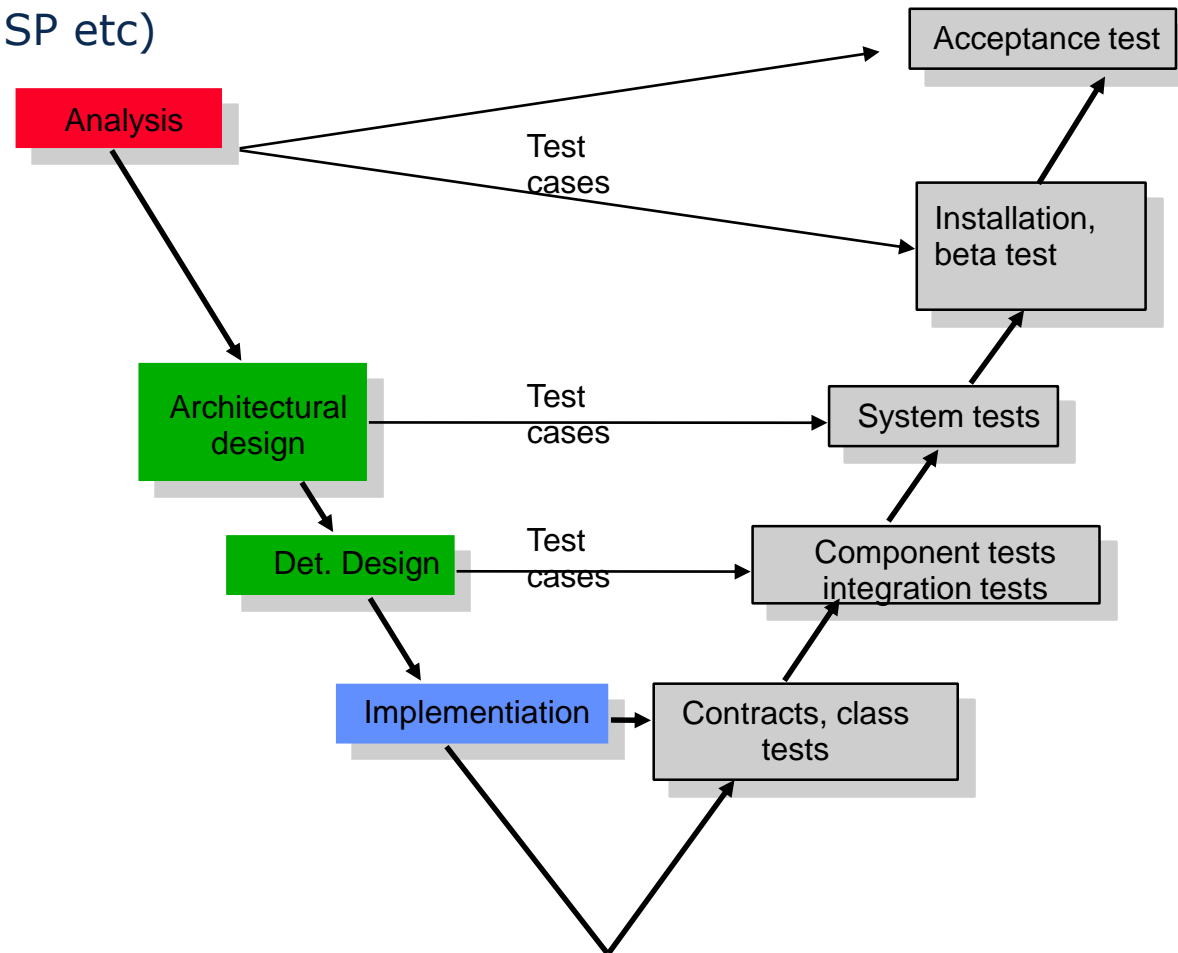 SP etc)
Acceptance test
Analysis
Test
cases
Installation,
beta test
Architectural
design
Test
cases
System tests
Det. Design
Test
cases
Component tests
integration tests
Implementiation
Contracts, class
tests